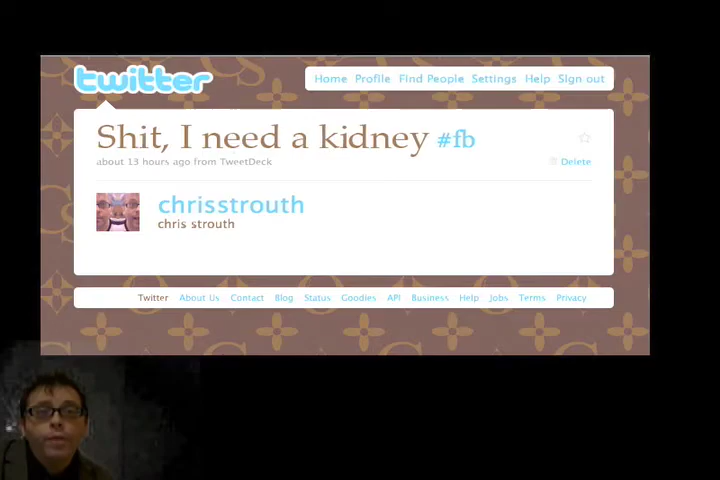 twitter
Home Profile Find People Settings Help Sign out
Shit, I need a kidney #fb
about 13 hours ago from TweetDeck
Delete
chrisstrouth
chris strouth
Twitter About Us Contact Blog Status Goodies API Business Help Jobs Terms Privacy